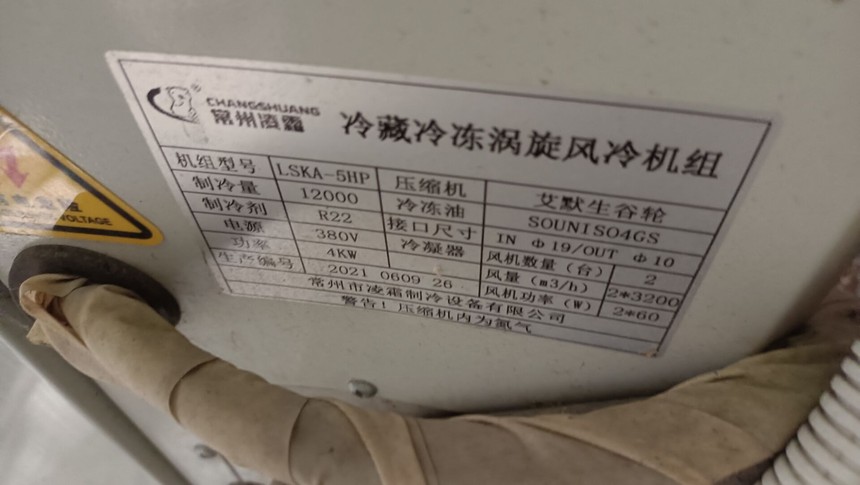 CHANGSHUANG
常州凌霜
冷藏冷冻涡旋风冷机组
机组型号 LSKA-5HP 压缩机 艾默生谷轮
制冷量 12000 冷冻油 SOUNISO4GS
制冷剂 R22 接口尺寸 IN Φ19/OUT Φ10
电源 380V 冷凝器 风机数量（台） 2
功率 4KW 风量（m3/h） 2*3200
生产编号 2021 0609 26 风机功率（W） 2*60
常州市凌霜制冷设备有限公司
警告！压缩机内为氮气
VOLTAGE